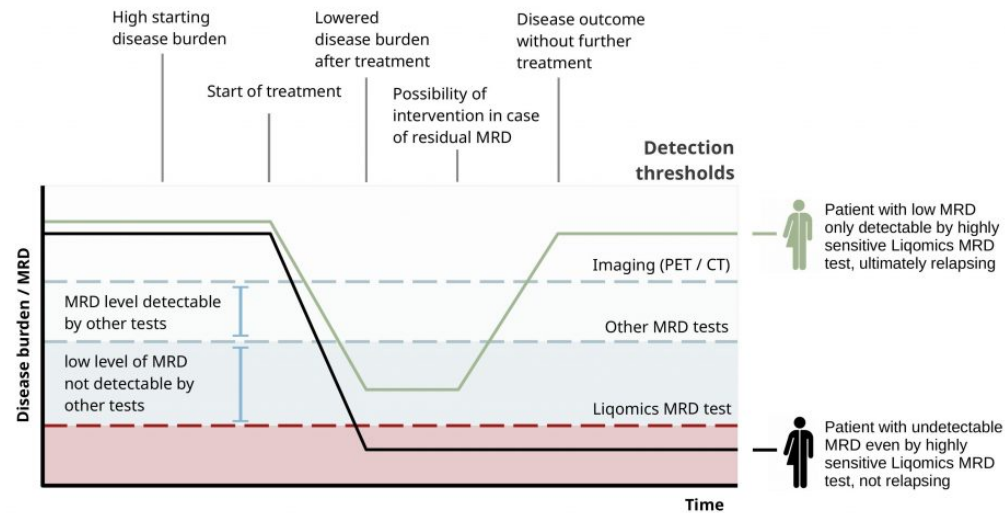 High starting
disease burden
Start of treatment
Lowered
disease burden
after treatment
Possibility of
intervention in case
of residual MRD
Disease outcome
without further
treatment
Detection
thresholds
Disease burden / MRD
Imaging (PET / CT)
MRD level detectable
by other tests
Other MRD tests
low level of MRD
not detectable by
other tests
Liqomics MRD test
Time
Patient with low MRD
only detectable by highly
sensitive Liqomics MRD
test, ultimately relapsing
Patient with undetectable
MRD even by highly
sensitive Liqomics MRD
test, not relapsing